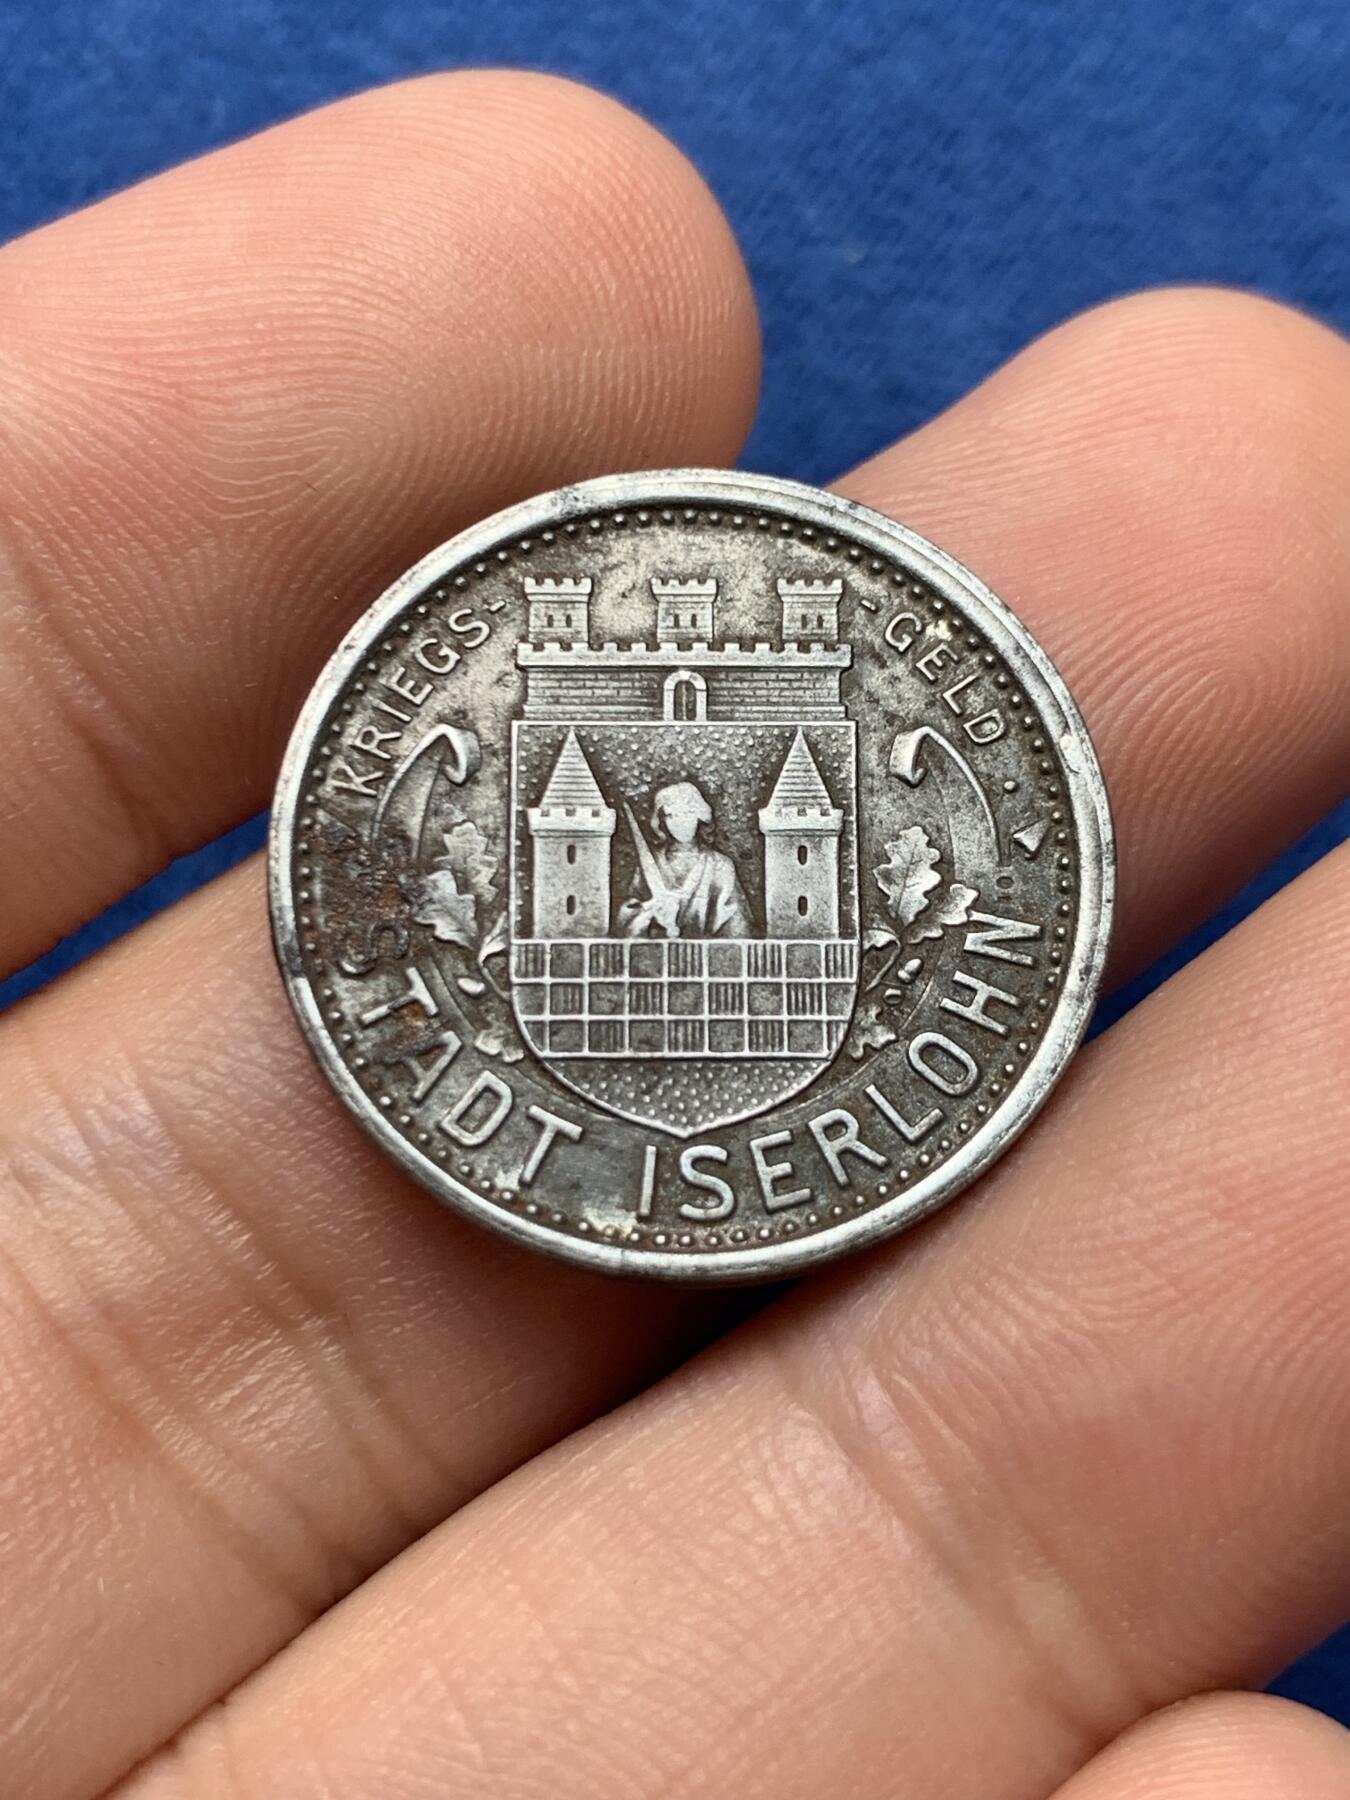 KRIEGS-
-GELD.
STADT ISERLOHN